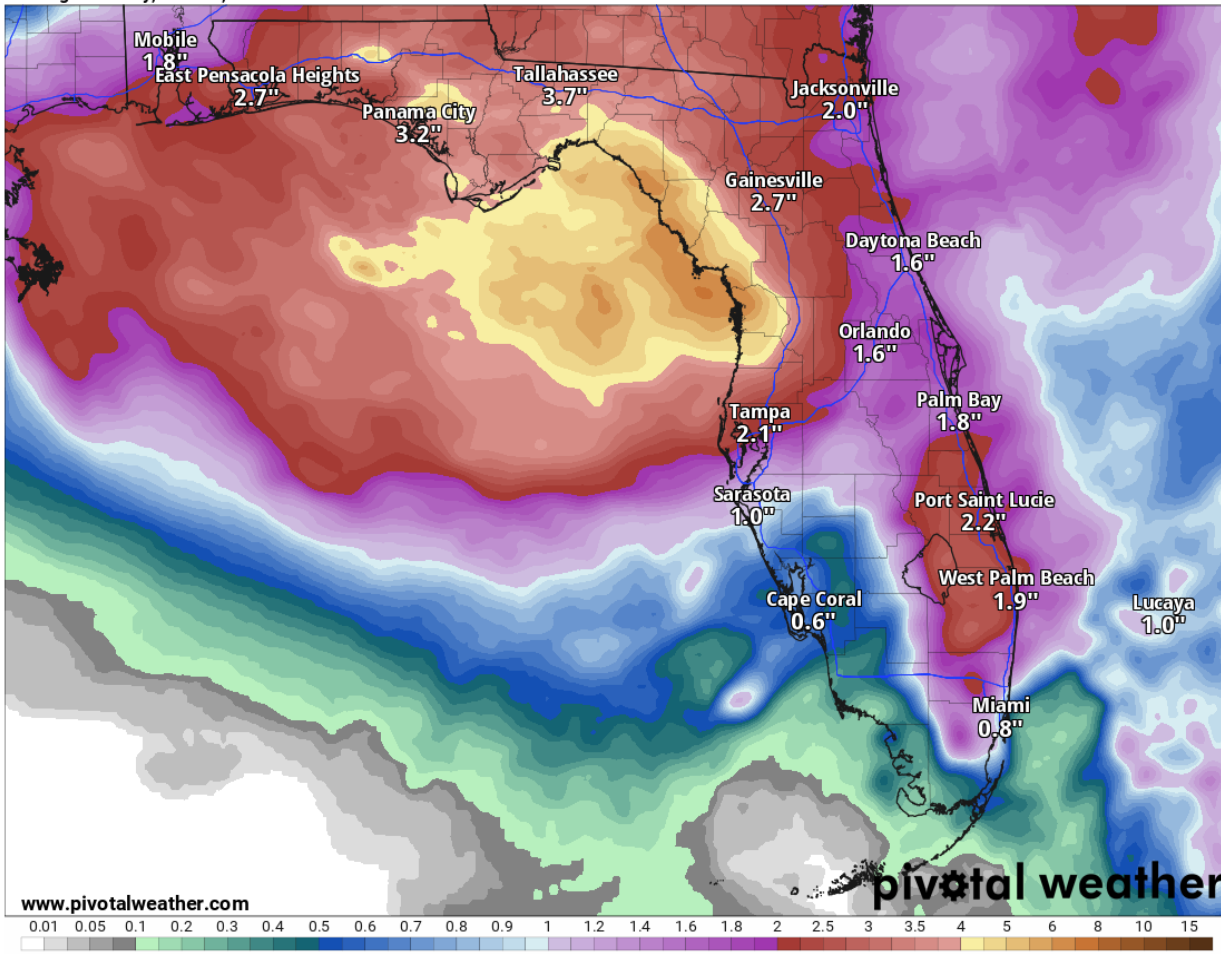 Mobile
1.8"
East Pensacola Heights
2.7"
Tallahassee
3.7"
Panama City
3.2"
Jacksonville
2.0"
Gainesville
2.7"
Daytona Beach
1.6"
Orlando
1.6"
Palm Bay
1.8"
Tampa
2.1"
Sarasota
1.0"
Port Saint Lucie
2.2"
West Palm Beach
1.9"
Cape Coral
0.6"
Lucaya
1.0"
Miami
0.8"
pivotal weather
www.pivotalweather.com
0.01 0.05 0.1 0.2 0.3 0.4 0.5 0.6 0.7 0.8 0.9 1 1.2 1.4 1.6 1.8 2 2.5 3 3.5 4 5 6 8 10 15